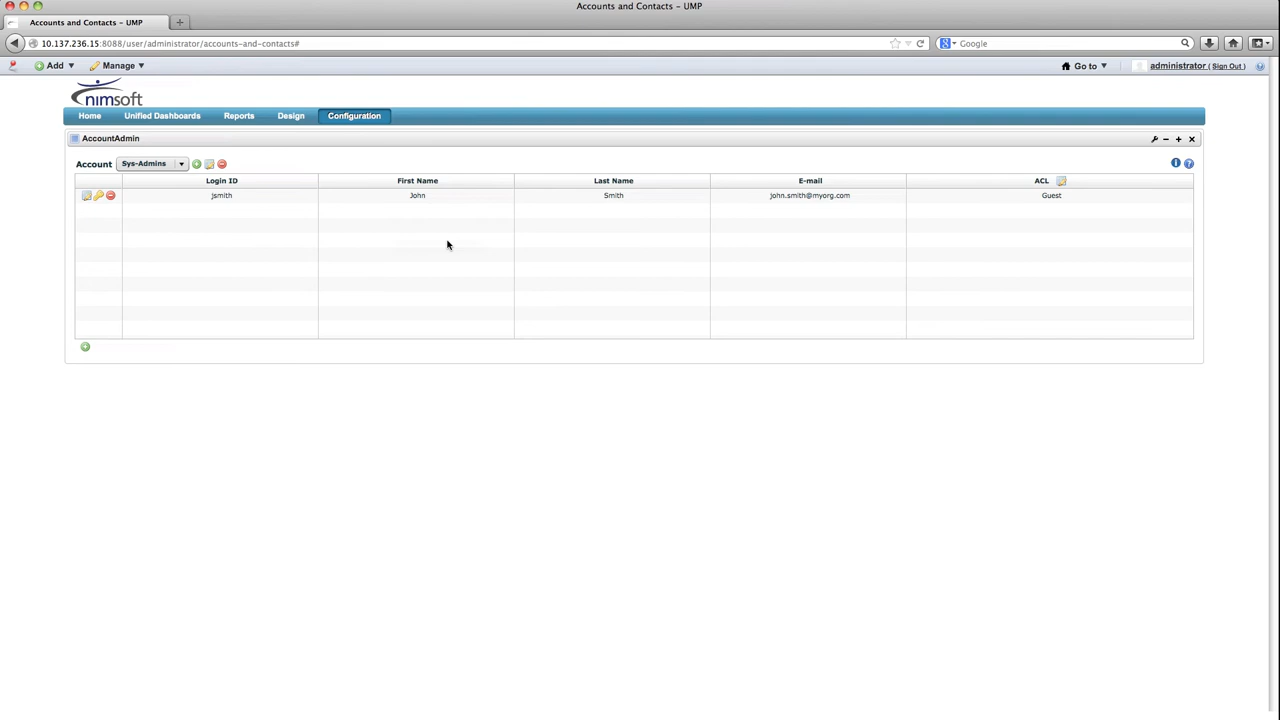 Accounts and Contacts – UMP
Accounts and Contacts – UMP
10.137.236.15:8088/user/administrator/accounts-and-contacts#
Google
Add
Manage
Go to
administrator (Sign Out)
nimsoft
Home Unified Dashboards Reports Design Configuration
AccountAdmin
Account Sys-Admins
Login ID First Name Last Name E-mail ACL
jsmith John Smith john.smith@myorg.com Guest